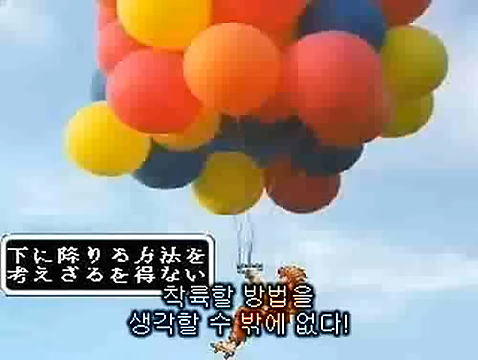 下に降りる方法を
考えざるを得ない
착륙할 방법을
생각할 수 밖에 없다!